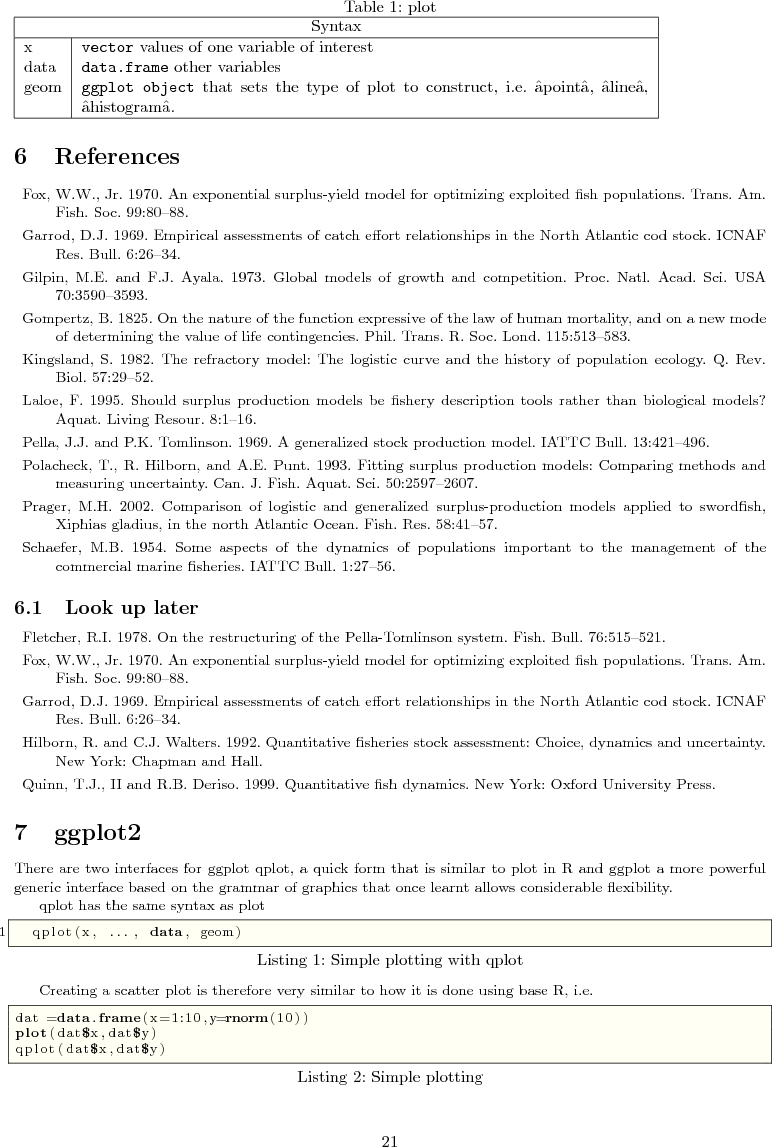 Table 1: plot
Syntax
x vector values of one variable of interest
data data.frame other variables
geom ggplot object that sets the type of plot to construct, i.e. âpointâ, âlineâ,
âhistogramâ.
6 References
Fox, W.W., Jr. 1970. An exponential surplus-yield model for optimizing exploited fish populations. Trans. Am.
Fish. Soc. 99:80–88.
Garrod, D.J. 1969. Empirical assessments of catch effort relationships in the North Atlantic cod stock. ICNAF
Res. Bull. 6:26–34.
Gilpin, M.E. and F.J. Ayala. 1973. Global models of growth and competition. Proc. Natl. Acad. Sci. USA
70:3590–3593.
Gompertz, B. 1825. On the nature of the function expressive of the law of human mortality, and on a new mode
of determining the value of life contingencies. Phil. Trans. R. Soc. Lond. 115:513–583.
Kingsland, S. 1982. The refractory model: The logistic curve and the history of population ecology. Q. Rev.
Biol. 57:29–52.
Laloe, F. 1995. Should surplus production models be fishery description tools rather than biological models?
Aquat. Living Resour. 8:1–16.
Pella, J.J. and P.K. Tomlinson. 1969. A generalized stock production model. IATTC Bull. 13:421–496.
Polacheck, T., R. Hilborn, and A.E. Punt. 1993. Fitting surplus production models: Comparing methods and
measuring uncertainty. Can. J. Fish. Aquat. Sci. 50:2597–2607.
Prager, M.H. 2002. Comparison of logistic and generalized surplus-production models applied to swordfish,
Xiphias gladius, in the north Atlantic Ocean. Fish. Res. 58:41–57.
Schaefer, M.B. 1954. Some aspects of the dynamics of populations important to the management of the
commercial marine fisheries. IATTC Bull. 1:27–56.
6.1 Look up later
Fletcher, R.I. 1978. On the restructuring of the Pella-Tomlinson system. Fish. Bull. 76:515–521.
Fox, W.W., Jr. 1970. An exponential surplus-yield model for optimizing exploited fish populations. Trans. Am.
Fish. Soc. 99:80–88.
Garrod, D.J. 1969. Empirical assessments of catch effort relationships in the North Atlantic cod stock. ICNAF
Res. Bull. 6:26–34.
Hilborn, R. and C.J. Walters. 1992. Quantitative fisheries stock assessment: Choice, dynamics and uncertainty.
New York: Chapman and Hall.
Quinn, T.J., II and R.B. Deriso. 1999. Quantitative fish dynamics. New York: Oxford University Press.
7 ggplot2
There are two interfaces for ggplot qplot, a quick form that is similar to plot in R and ggplot a more powerful
generic interface based on the grammar of graphics that once learnt allows considerable flexibility.
qplot has the same syntax as plot
1 qplot(x, ..., data, geom)
Listing 1: Simple plotting with qplot
Creating a scatter plot is therefore very similar to how it is done using base R, i.e.
dat =data.frame(x=1:10,y=rnorm(10))
plot(dat$x,dat$y)
qplot(dat$x,dat$y)
Listing 2: Simple plotting
21